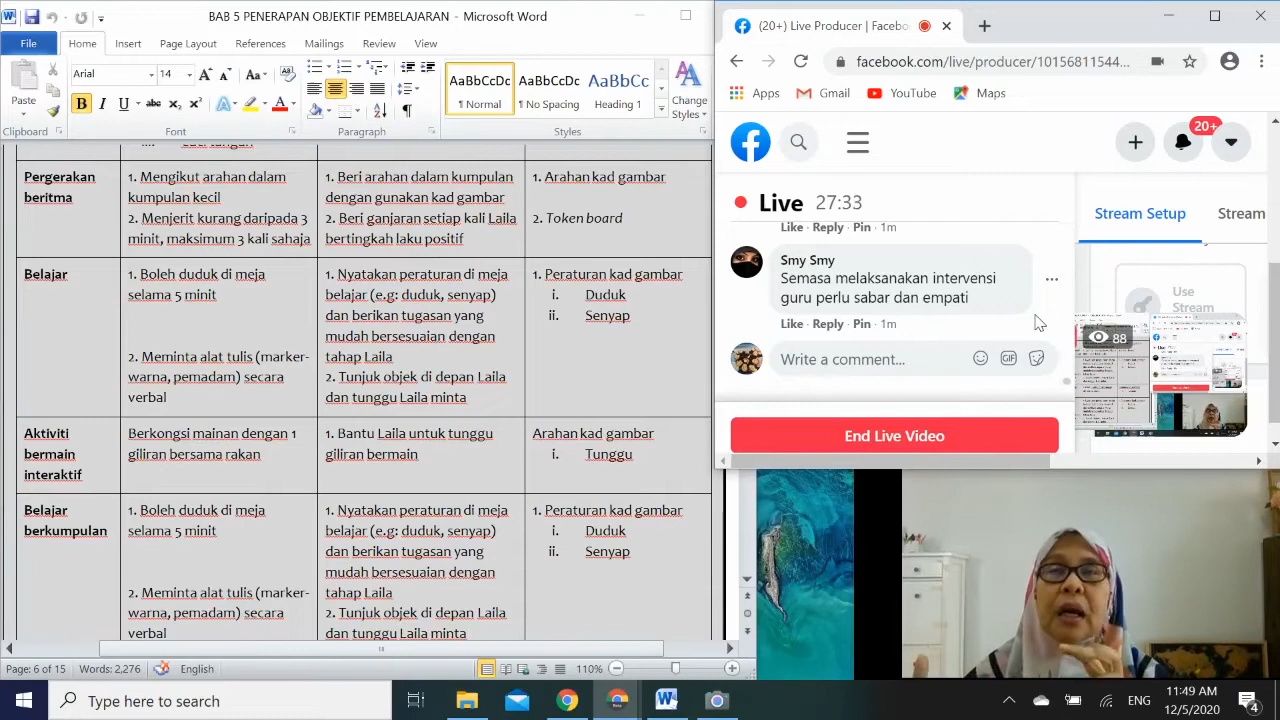 BAB 5 PENERAPAN OBJEKTIF PEMBELAJARAN - Microsoft Word
File Home Insert Page Layout References Mailings Review View
Arial 14
Paste
B I U abc x₂ x²
AaBbCcDc AaBbCcDc AaBbCc
¶ Normal ¶ No Spacing Heading 1
Change Styles
Clipboard Font Paragraph Styles
Pergerakan beritma
1. Mengikut arahan dalam
kumpulan kecil
2. Menjerit kurang daripada 3
minit, maksimum 3 kali sahaja
1. Beri arahan dalam kumpulan
dengan gunakan kad gambar
2. Beri ganjaran setiap kali Laila
bertingkah laku positif
1. Arahan kad gambar
2. Token board
Belajar
1. Boleh duduk di meja
selama 5 minit
2. Meminta alat tulis (marker-
warna, pemadam) secara
verbal
1. Nyatakan peraturan di meja
belajar (e.g: duduk, senyap)
dan berikan tugasan yang
mudah bersesuaian dengan
tahap Laila
2. Tunjuk objek di depan Laila
dan tunggu Laila minta
1. Peraturan kad gambar
i. Duduk
ii. Senyap
Aktiviti
bermain
interaktif
Berkongsi mainan dengan 1
giliran bersama rakan
1. Bantu Laila untuk tunggu
giliran bermain
Arahan kad gambar
i. Tunggu
Belajar
berkumpulan
1. Boleh duduk di meja
selama 5 minit
2. Meminta alat tulis (marker-
warna, pemadam) secara
verbal
1. Nyatakan peraturan di meja
belajar (e.g: duduk, senyap)
dan berikan tugasan yang
mudah bersesuaian dengan
tahap Laila
2. Tunjuk objek di depan Laila
dan tunggu Laila minta
1. Peraturan kad gambar
i. Duduk
ii. Senyap
Page: 6 of 15 Words: 2,276 English 110%
(20+) Live Producer | Facebo
facebook.com/live/producer/10156811544...
Apps Gmail YouTube Maps
20+
Live 27:33
Like · Reply · Pin · 1m
Smy Smy
Semasa melaksanakan intervensi
guru perlu sabar dan empati
Like · Reply · Pin · 1m
Write a comment... GIF
End Live Video
Stream Setup Stream
Use
Stream
88
Type here to search
ENG
11:49 AM
12/5/2020
4